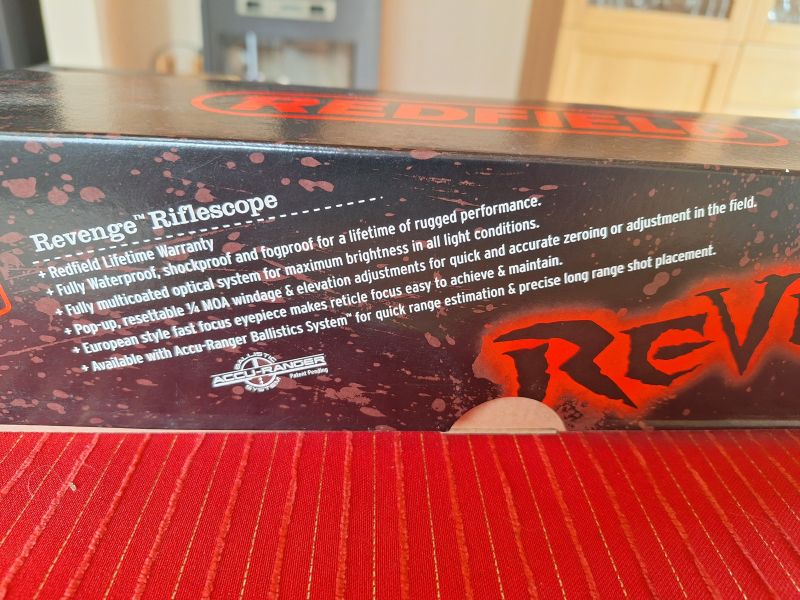 REDFIELD
Revenge™ Riflescope
+ Redfield Lifetime Warranty
+ Fully Waterproof, shockproof and fogproof for a lifetime of rugged performance.
+ Fully multicoated optical system for maximum brightness in all light conditions.
+ Pop-up, resettable ¼ MOA windage & elevation adjustments for quick and accurate zeroing or adjustment in the field.
+ European style fast focus eyepiece makes reticle focus easy to achieve & maintain.
+ Available with Accu-Ranger Ballistics System™ for quick range estimation & precise long range shot placement.
BALLISTIC
ACCU-RANGER
SYSTEM
Patent Pending
REVE